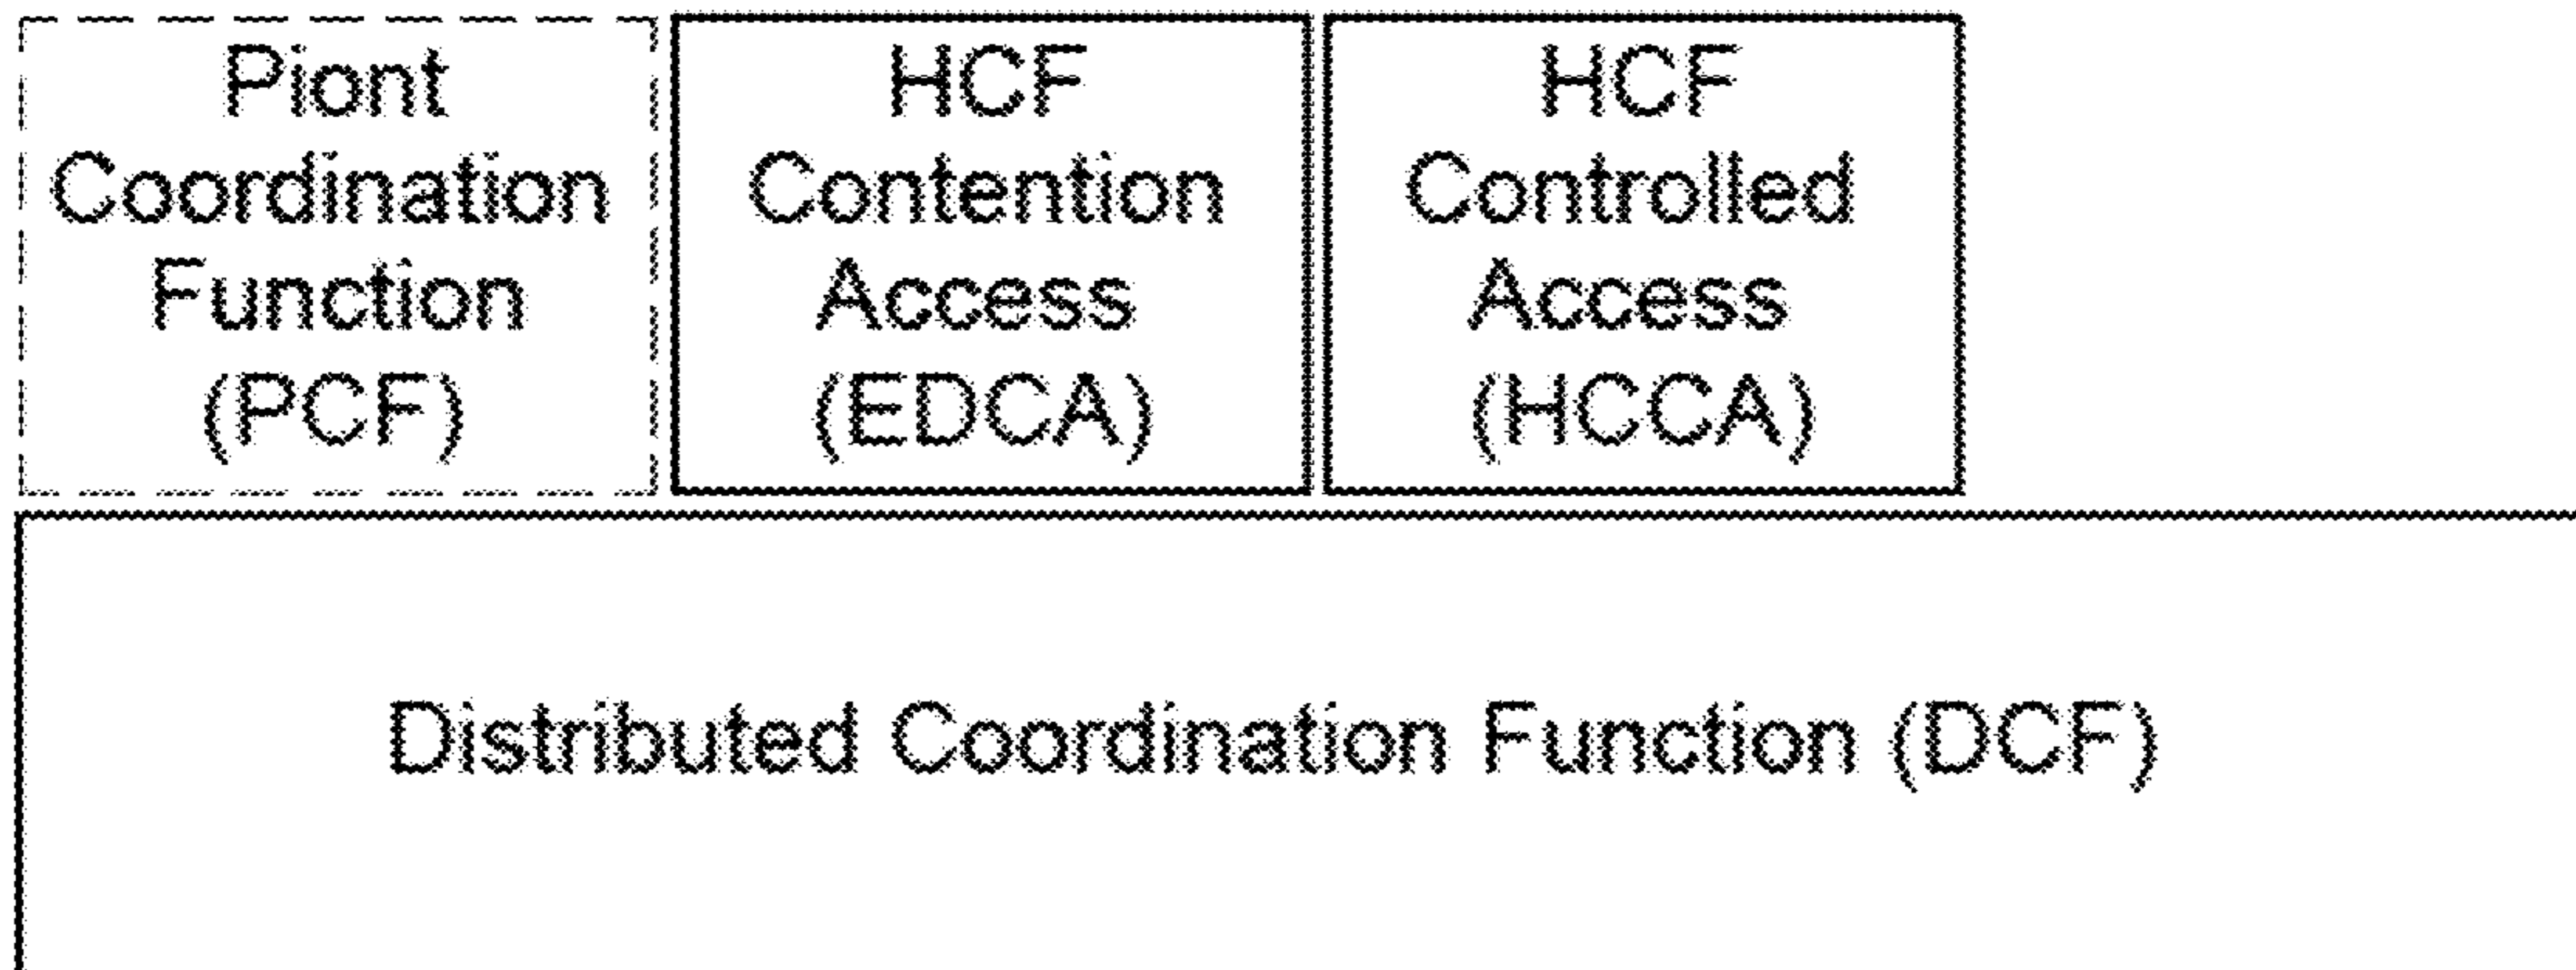 Piont
Coordination
Function
(PCF)
HCF
Contention
Access
(EDCA)
HCF
Controlled
Access
(HCCA)
Distributed Coordination Function (DCF)